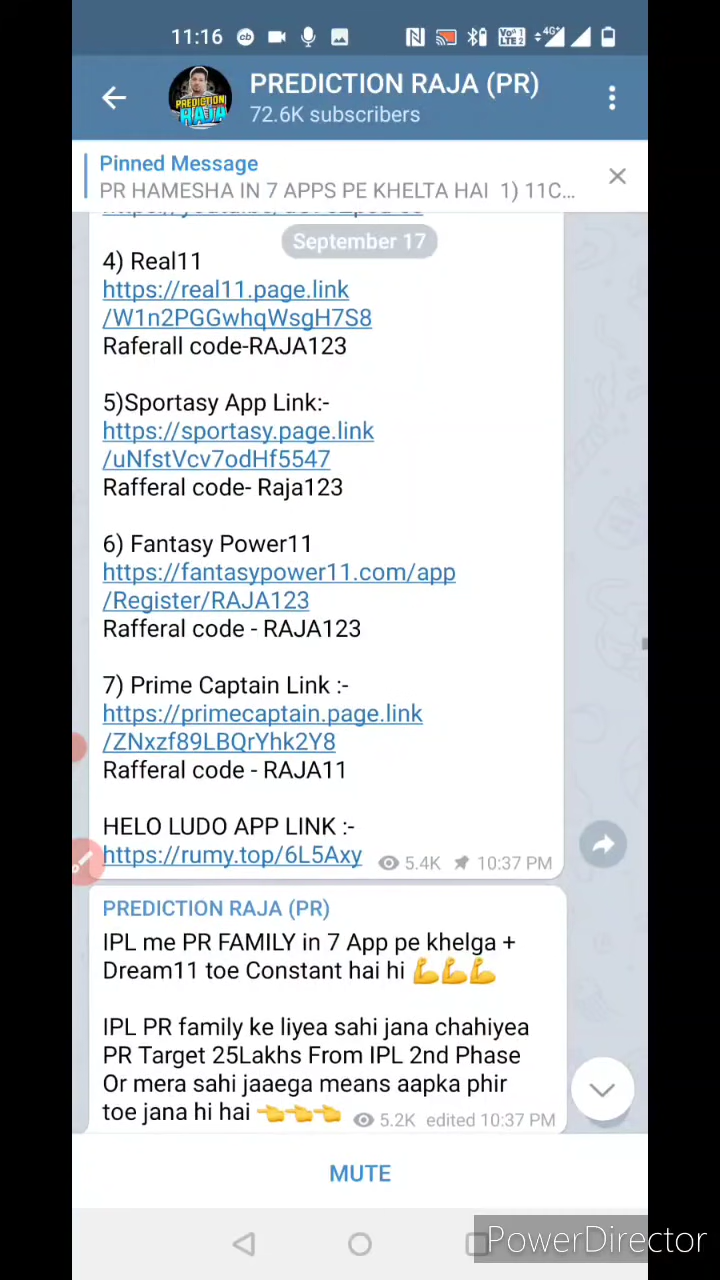 11:16
PREDICTION RAJA (PR)
72.6K subscribers
PREDICTION
RAJA
Pinned Message
PR HAMESHA IN 7 APPS PE KHELTA HAI 1) 11C...
September 17
4) Real11
https://real11.page.link
/W1n2PGGwhqWsgH7S8
Raferall code-RAJA123
5)Sportasy App Link:-
https://sportasy.page.link
/uNfstVcv7odHf5547
Rafferal code- Raja123
6) Fantasy Power11
https://fantasypower11.com/app
/Register/RAJA123
Rafferal code - RAJA123
7) Prime Captain Link :-
https://primecaptain.page.link
/ZNxzf89LBQrYhk2Y8
Rafferal code - RAJA11
HELO LUDO APP LINK :-
https://rumy.top/6L5Axy 5.4K 10:37 PM
PREDICTION RAJA (PR)
IPL me PR FAMILY in 7 App pe khelga +
Dream11 toe Constant hai hi 💪💪💪
IPL PR family ke liyea sahi jana chahiyea
PR Target 25Lakhs From IPL 2nd Phase
Or mera sahi jaaega means aapka phir
toe jana hi hai 👈👈👈 5.2K edited 10:37 PM
MUTE
PowerDirector